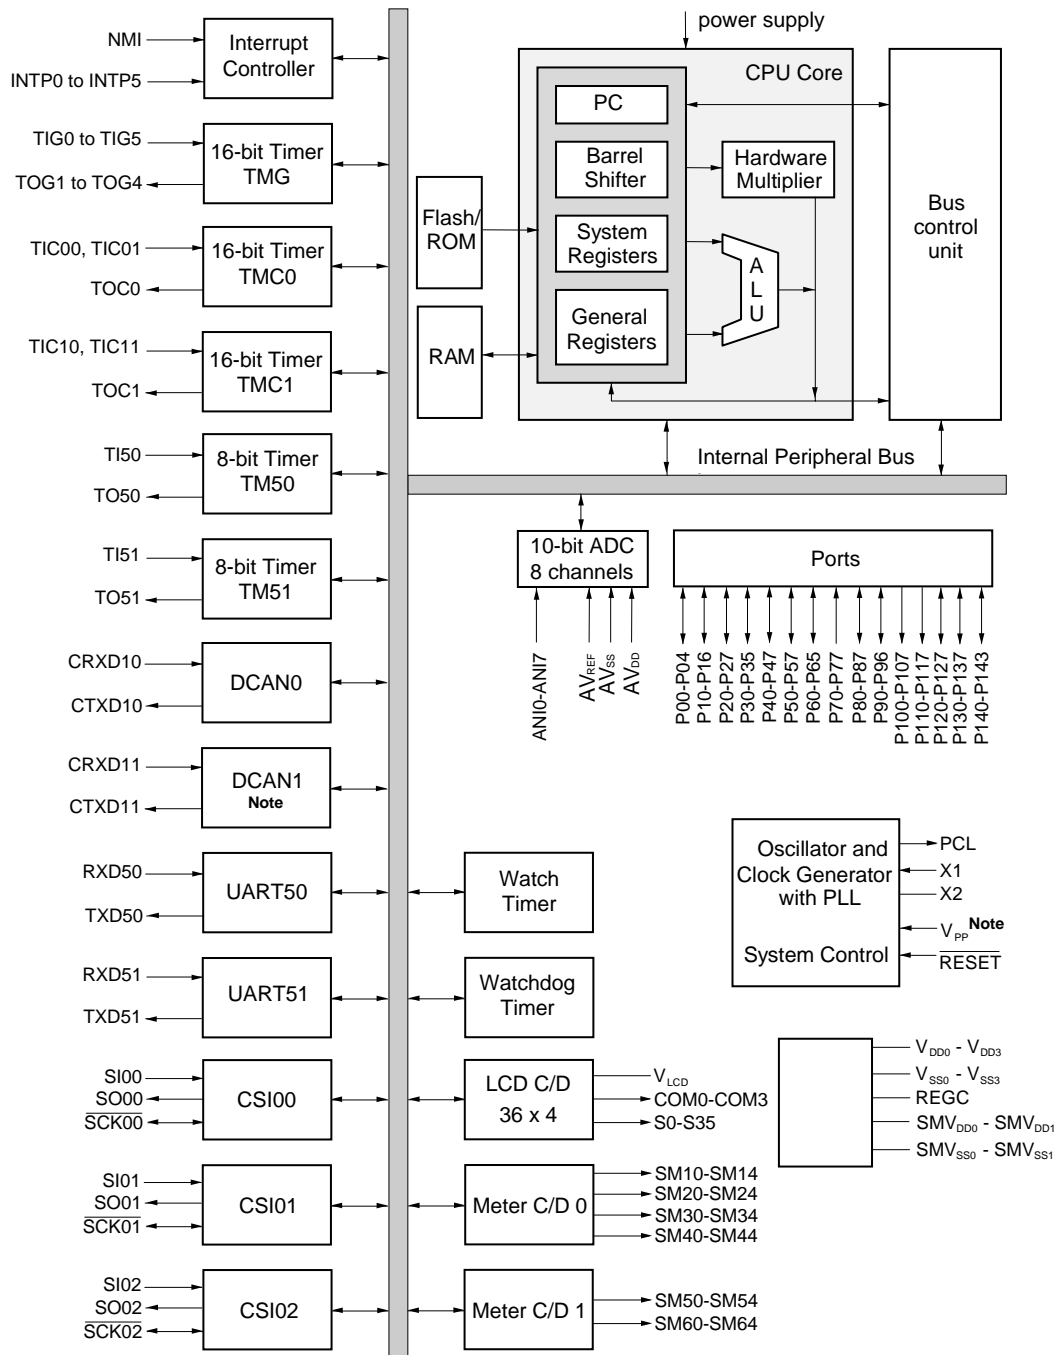 NMI
INTP0 to INTP5
Interrupt
Controller
TIG0 to TIG5
TOG1 to TOG4
16-bit Timer
TMG
TIC00, TIC01
TOC0
16-bit Timer
TMC0
TIC10, TIC11
TOC1
16-bit Timer
TMC1
TI50
TO50
8-bit Timer
TM50
TI51
TO51
8-bit Timer
TM51
CRXD10
CTXD10
DCAN0
CRXD11
CTXD11
DCAN1
Note
RXD50
TXD50
UART50
RXD51
TXD51
UART51
SI00
SO00
SCK00
CSI00
SI01
SO01
SCK01
CSI01
SI02
SO02
SCK02
CSI02
power supply
CPU Core
PC
Barrel
Shifter
System
Registers
General
Registers
Hardware
Multiplier
ALU
Flash/
ROM
RAM
Bus
control
unit
Internal Peripheral Bus
10-bit ADC
8 channels
ANI0-ANI7
AVREF
AVSS
AVDD
Ports
P00-P04
P10-P16
P20-P27
P30-P35
P40-P47
P50-P57
P60-P65
P70-P77
P80-P87
P90-P96
P100-P107
P110-P117
P120-P127
P130-P137
P140-P143
Watch
Timer
Watchdog
Timer
LCD C/D
36 x 4
VLCD
COM0-COM3
S0-S35
Meter C/D 0
SM10-SM14
SM20-SM24
SM30-SM34
SM40-SM44
Meter C/D 1
SM50-SM54
SM60-SM64
Oscillator and
Clock Generator
with PLL
System Control
PCL
X1
X2
VPP Note
RESET
VDD0 - VDD3
VSS0 - VSS3
REGC
SMVDD0 - SMVDD1
SMVSS0 - SMVSS1